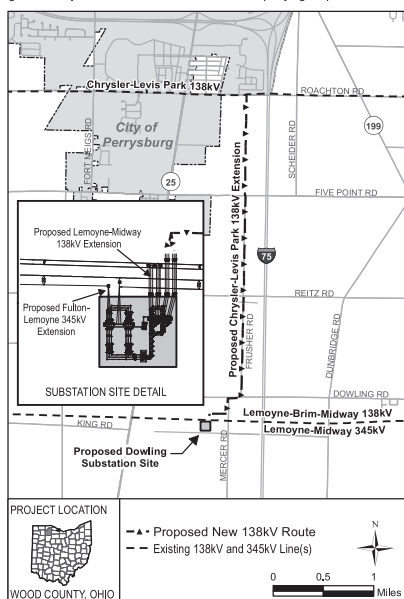 Chrysler-Levis Park 138kV
ROACHTON RD
City of
Perrysburg
FORT MEIGS RD
SCHEIDER RD
199
25
FIVE POINT RD
Proposed Chrysler-Levis Park 138kV Extension
75
Proposed Lemoyne-Midway
138kV Extension
Proposed Fulton-
Lemoyne 345kV
Extension
SUBSTATION SITE DETAIL
REITZ RD
FRUSHER RD
DUNBRIDGE RD
DOWLING RD
Lemoyne-Brim-Midway 138kV
Lemoyne-Midway 345kV
KING RD
Proposed Dowling
Substation Site
MERCER RD
PROJECT LOCATION
WOOD COUNTY, OHIO
Proposed New 138kV Route
Existing 138kV and 345kV Line(s)
N
0 0.5 1
Miles